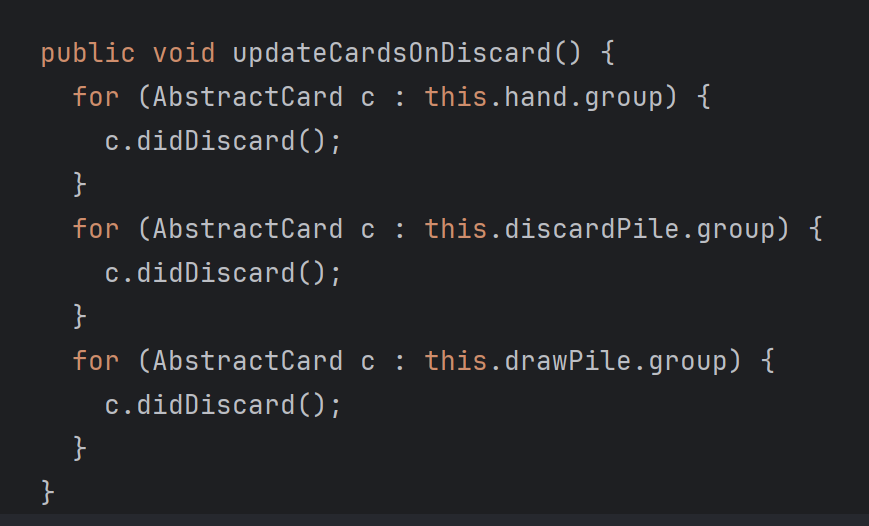 public void updateCardsOnDiscard() {
  for (AbstractCard c : this.hand.group) {
    c.didDiscard();
  }
  for (AbstractCard c : this.discardPile.group) {
    c.didDiscard();
  }
  for (AbstractCard c : this.drawPile.group) {
    c.didDiscard();
  }
}